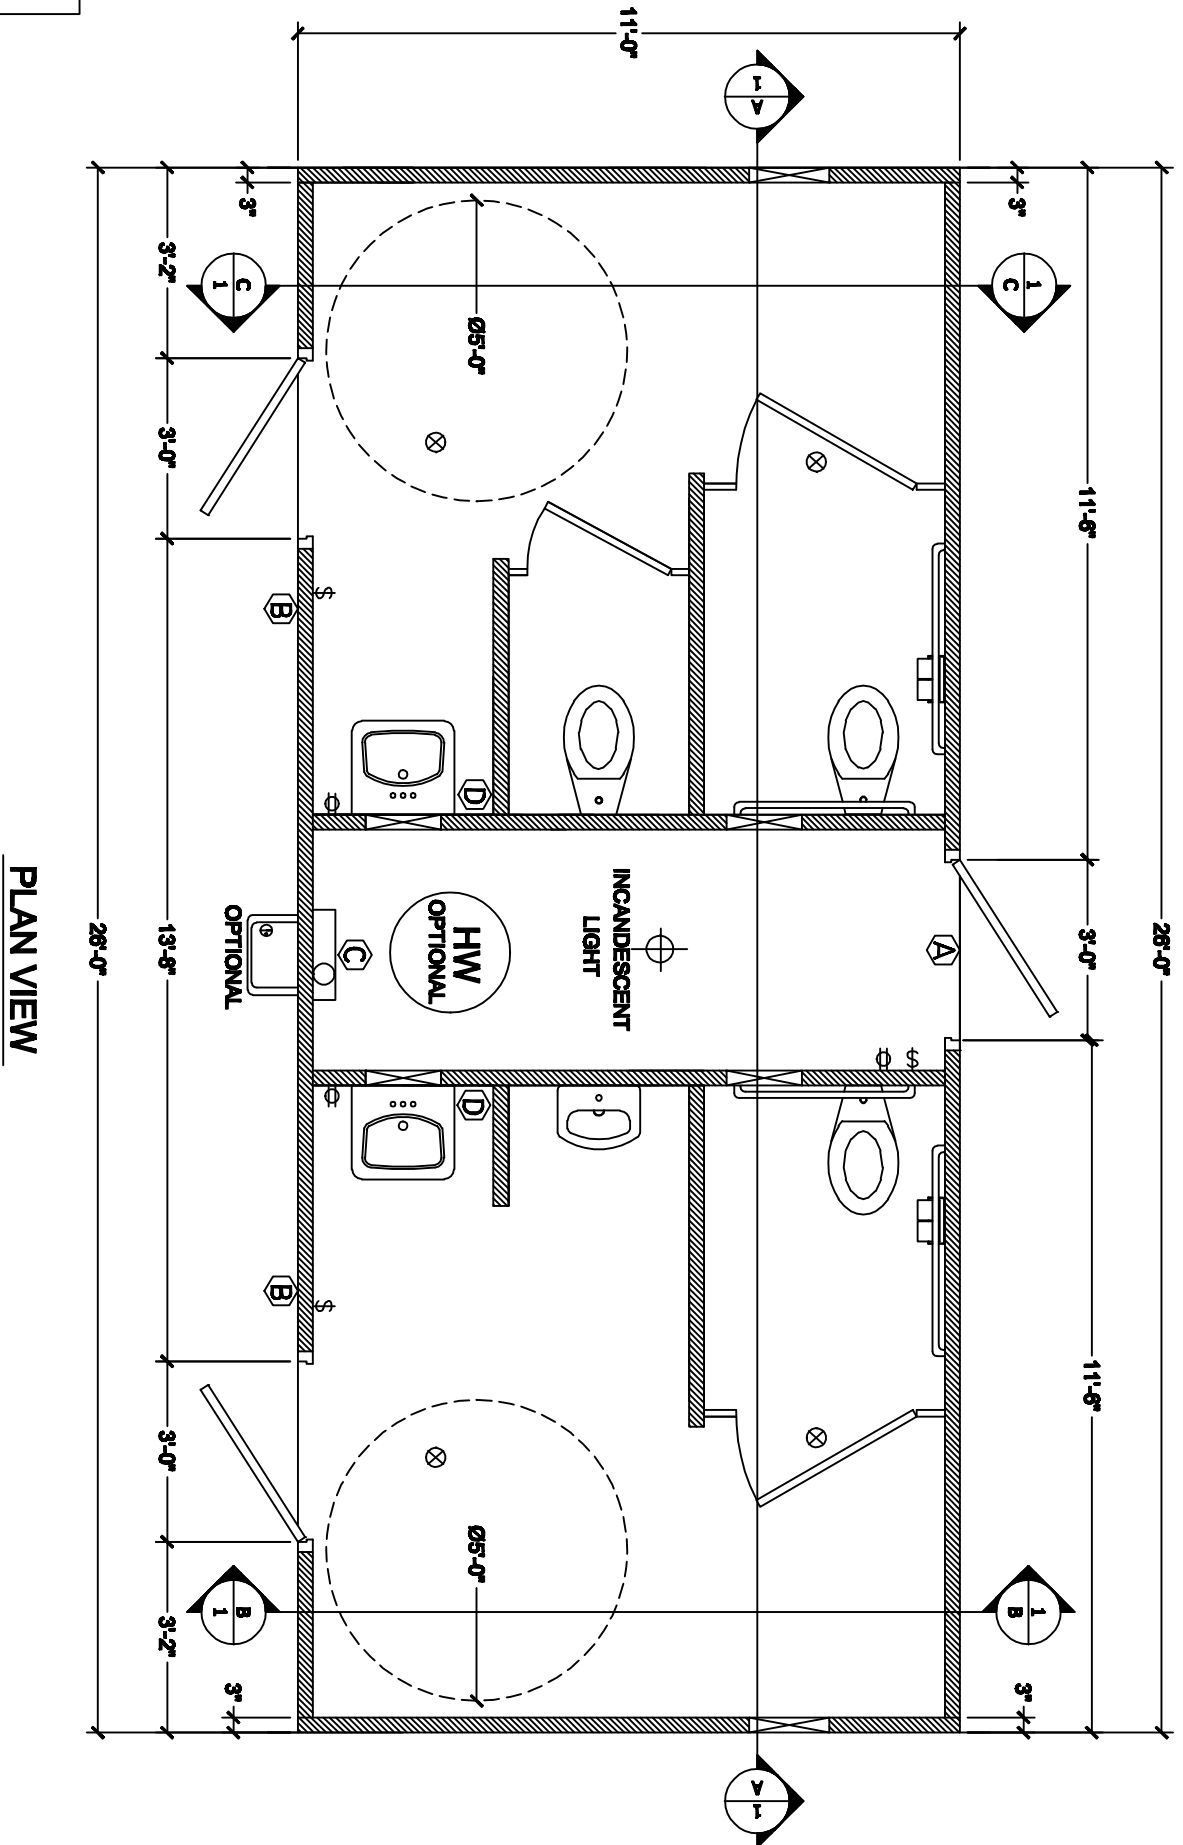 26'-0"
11'-6"
3'-0"
11'-6"
3"
1
C
1
B
3"
A
1 A
A 1
INCANDESCENT
LIGHT
11'-0"
Ø5'-0"
D
HW
OPTIONAL
D
Ø5'-0"
C
B
B
3"
C
1
OPTIONAL
B
1
3"
3'-2"
3'-0"
13'-8"
3'-0"
3'-2"
26'-0"
PLAN VIEW